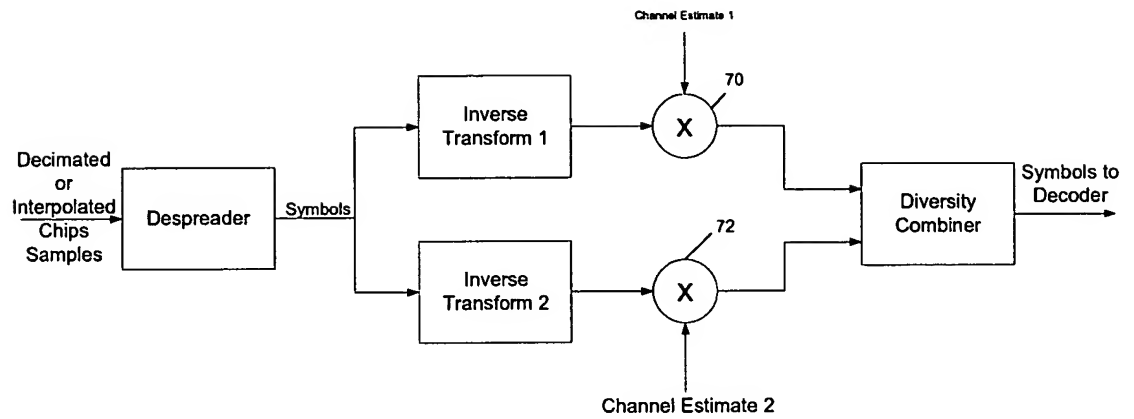 Channel Estimate 1
70
Inverse
Transform 1
X
Decimated
or
Interpolated
Chips
Samples
Despreader
Symbols
Diversity
Combiner
Symbols to
Decoder
72
Inverse
Transform 2
X
Channel Estimate 2